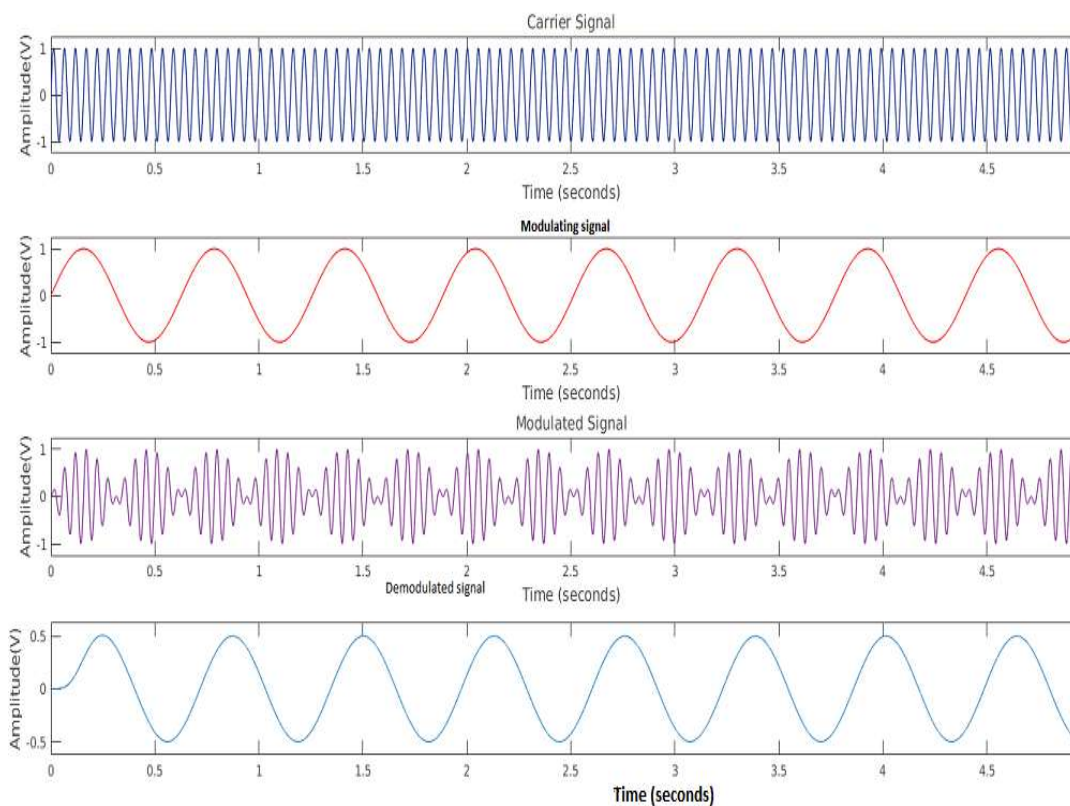 Carrier Signal
Amplitude(V)
1
0
-1
0 0.5 1 1.5 2 2.5 3 3.5 4 4.5
Time (seconds)
Modulating signal
Amplitude(V)
1
0
-1
0 0.5 1 1.5 2 2.5 3 3.5 4 4.5
Time (seconds)
Modulated Signal
Amplitude(V)
1
0
-1
0 0.5 1 1.5 2 2.5 3 3.5 4 4.5
Demodulated signal
Time (seconds)
Amplitude(V)
0.5
0
-0.5
0 0.5 1 1.5 2 2.5 3 3.5 4 4.5
Time (seconds)